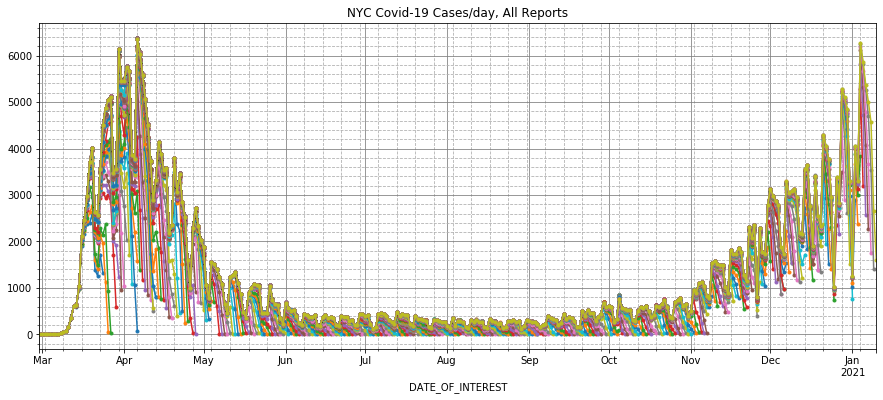 NYC Covid-19 Cases/day, All Reports
6000
5000
4000
3000
2000
1000
0
Mar Apr May Jun Jul Aug Sep Oct Nov Dec Jan
2021
DATE_OF_INTEREST